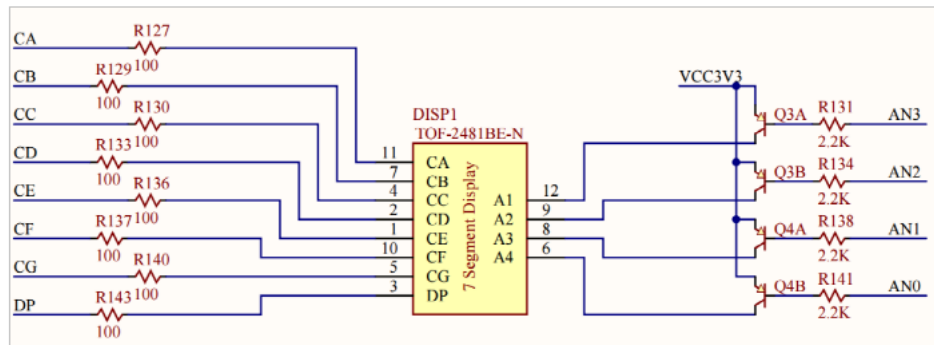 CA
R127
100
CB
R129
100
CC
R130
100
CD
R133
100
CE
R136
100
CF
R137
100
CG
R140
100
DP
R143
100
DISP1
TOF-2481BE-N
11 CA
7 CB
4 CC
2 CD
1 CE
10 CF
5 CG
3 DP
7 Segment Display
A1 12
A2 9
A3 8
A4 6
VCC3V3
Q3A R131 AN3
2.2K
Q3B R134 AN2
2.2K
Q4A R138 AN1
2.2K
Q4B R141 AN0
2.2K